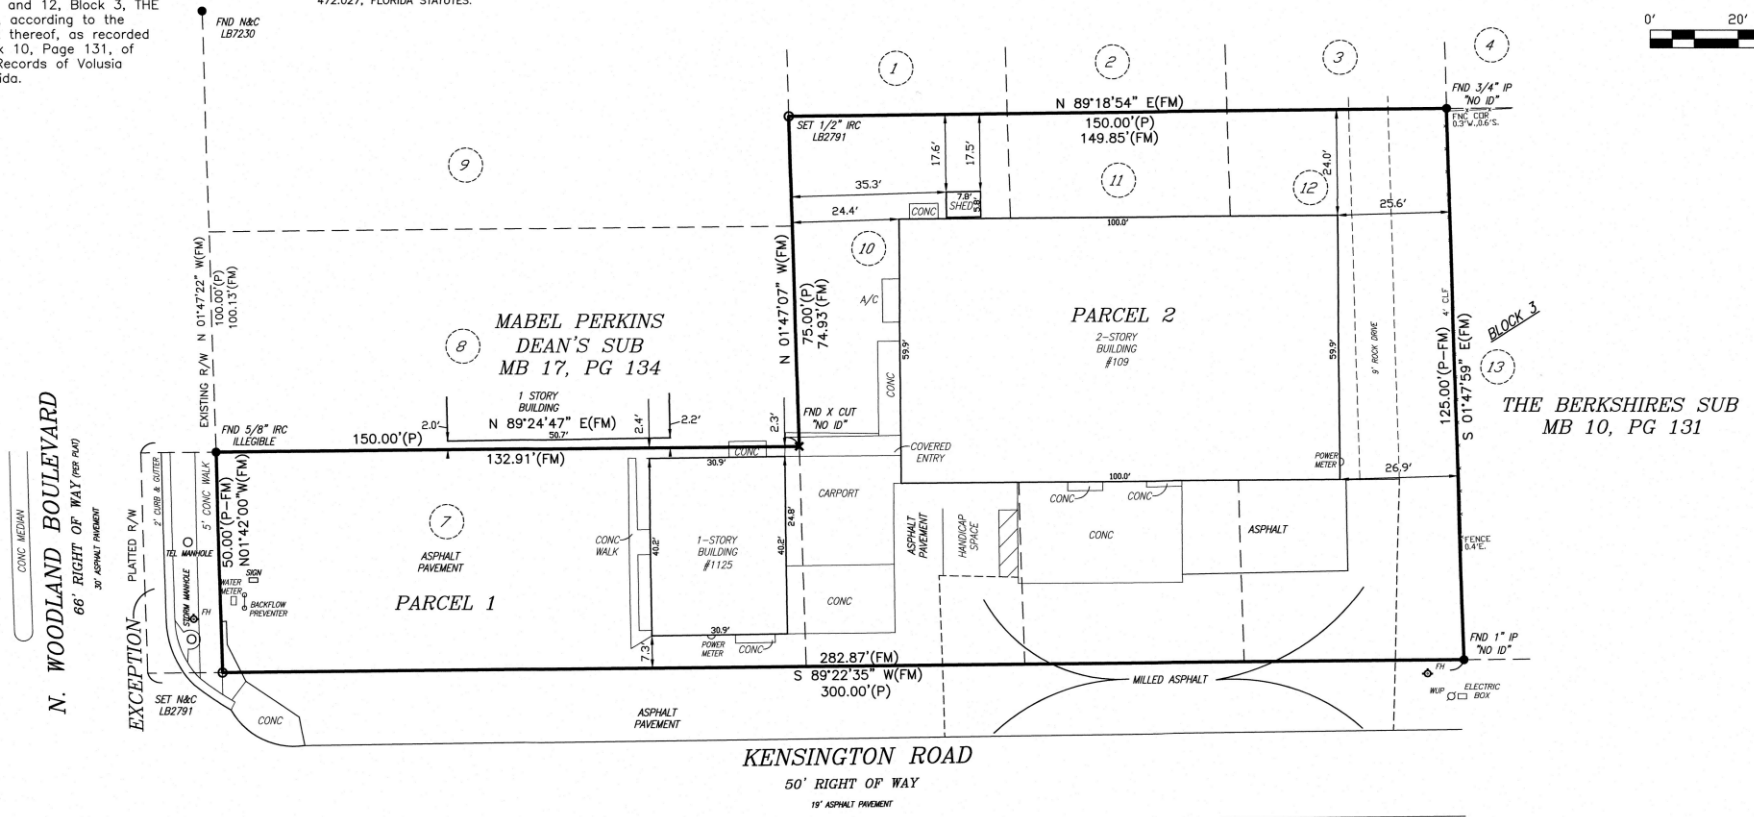 and 12, Block 3, THE
according to the
thereof, as recorded
10, Page 131, of
Records of Volusia
472.027, FLORIDA STATUTES.
0' 20'
FND N&C
LB7230
1
2
3
4
N 89°18'54" E(FM)
150.00'(P)
149.85'(FM)
SET 1/2" IRC
LB2791
FND 3/4" IP
"NO ID"
FNC COR
0.3'W.,0.6'S.
9
17.6'
17.5'
11
12
24.0'
35.3'
7.8'
5.8'
SHED
24.4'
CONC
100.0'
25.6'
10
EXISTING R/W N 01°47'22" W(FM)
100.00'(P)
100.13'(FM)
N 01°47'07" W(FM)
75.00'(P)
74.93'(FM)
A/C
MABEL PERKINS
DEAN'S SUB
MB 17, PG 134
8
PARCEL 2
2-STORY
BUILDING
#109
59.9'
59.9'
9' ROCK DRIVE
4' CLF
125.00'(P-FM)
S 01°47'59" E(FM)
BLOCK 3
13
THE BERKSHIRES SUB
MB 10, PG 131
CONC
1 STORY
BUILDING
2.0'
N 89°24'47" E(FM)
50.7'
2.4'
2.2'
2.3'
FND X CUT
"NO ID"
FND 5/8" IRC
ILLEGIBLE
150.00'(P)
132.91'(FM)
CONC
COVERED
ENTRY
30.9'
POWER
METER
26.9'
100.0'
CONC MEDIAN
N. WOODLAND BOULEVARD
66' RIGHT OF WAY (PER PLAT)
30' ASPHALT PAVEMENT
EXCEPTION
PLATTED R/W
2' CURB & GUTTER
5' CONC WALK
50.00'(P-FM)
N01°42'00"W(FM)
TEL MANHOLE
STORM MANHOLE
SIGN
WATER
METER
BACKFLOW
PREVENTER
FH
7
ASPHALT
PAVEMENT
PARCEL 1
CONC
WALK
40.2'
1-STORY
BUILDING
#1125
24.8'
40.2'
CARPORT
CONC
ASPHALT
PAVEMENT
HANDICAP
SPACE
CONC
CONC
CONC
ASPHALT
FENCE
0.4'E.
30.9'
7.3'
POWER
METER
CONC
282.87'(FM)
S 89°22'35" W(FM)
300.00'(P)
MILLED ASPHALT
FND 1" IP
"NO ID"
FH
WUP
ELECTRIC
BOX
SET N&C
LB2791
CONC
ASPHALT
PAVEMENT
KENSINGTON ROAD
50' RIGHT OF WAY
19' ASPHALT PAVEMENT